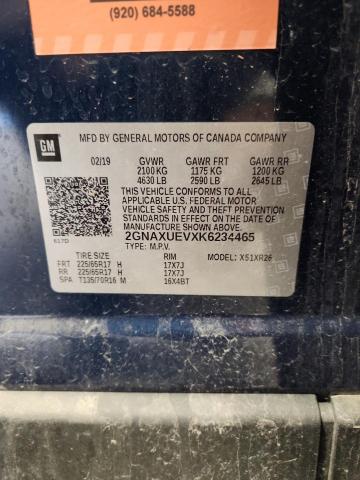 (920) 684-5588
MFD BY GENERAL MOTORS OF CANADA COMPANY
GM
02/19 GVWR GAWR FRT GAWR RR
2100 KG 1175 KG 1200 KG
4630 LB 2590 LB 2645 LB
THIS VEHICLE CONFORMS TO ALL
APPLICABLE U.S. FEDERAL MOTOR
VEHICLE SAFETY AND THEFT
PREVENTION STANDARDS
IN EFFECT ON THE DATE OF
MANUFACTURE SHOWN ABOVE.
617D
2GNAXUEVXK6234465
TYPE: M.P.V.
TIRE SIZE RIM MODEL: X51XR26
FRT 225/65R17 H 17X7J
RR 225/65R17 H 17X7J
SPA T135/70R16 M 16X4BT